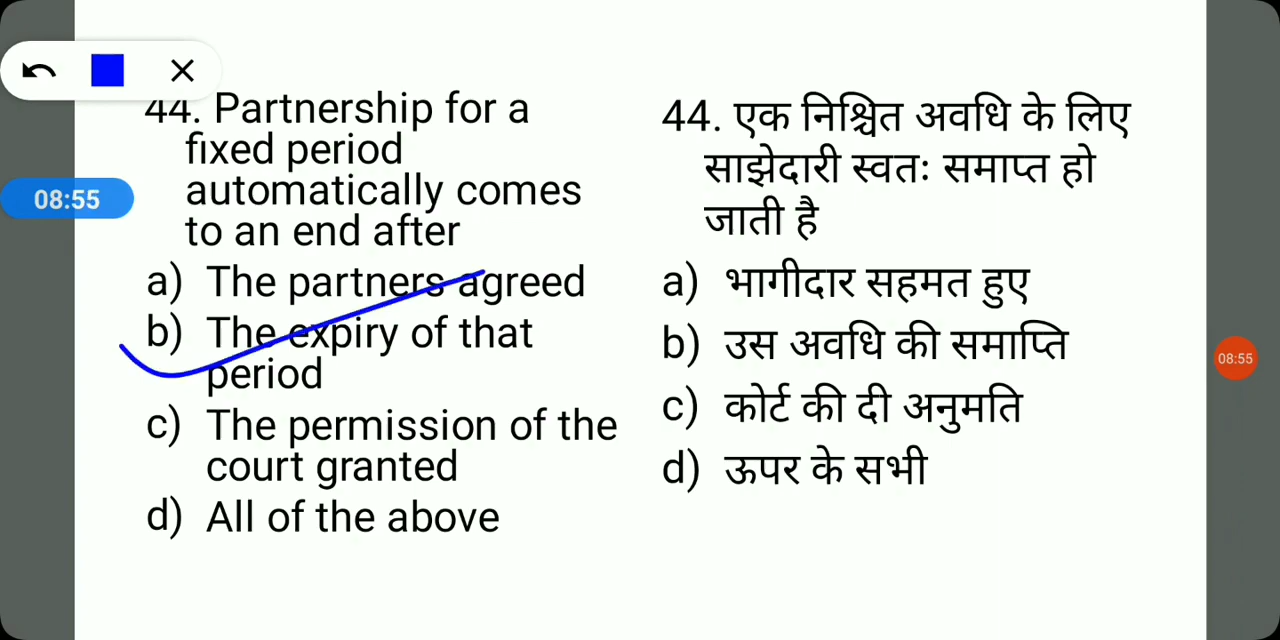 44. Partnership for a
fixed period
automatically comes
to an end after
a) The partners agreed
b) The expiry of that
period
c) The permission of the
court granted
d) All of the above
44. एक निश्चित अवधि के लिए
साझेदारी स्वतः समाप्त हो
जाती है
a) भागीदार सहमत हुए
b) उस अवधि की समाप्ति
c) कोर्ट की दी अनुमति
d) ऊपर के सभी
08:55
08:55